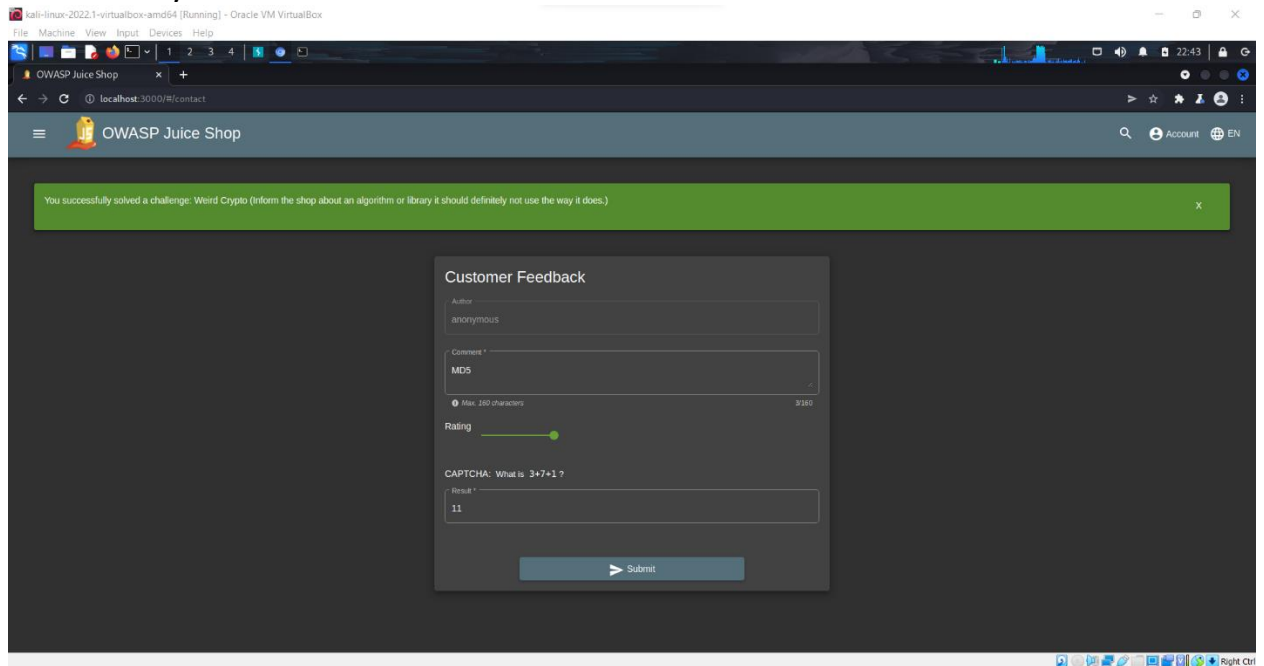 kali-linux-2022.1-virtualbox-amd64 [Running] - Oracle VM VirtualBox
File Machine View Input Devices Help
1 2 3 4 22:43
OWASP Juice Shop x +
localhost:3000/#/contact
OWASP Juice Shop Account EN
You successfully solved a challenge: Weird Crypto (Inform the shop about an algorithm or library it should definitely not use the way it does.) X
Customer Feedback
Author
anonymous
Comment *
MD5
Max. 160 characters 3/160
Rating
CAPTCHA: What is 3+7+1 ?
Result *
11
Submit
Right Ctrl